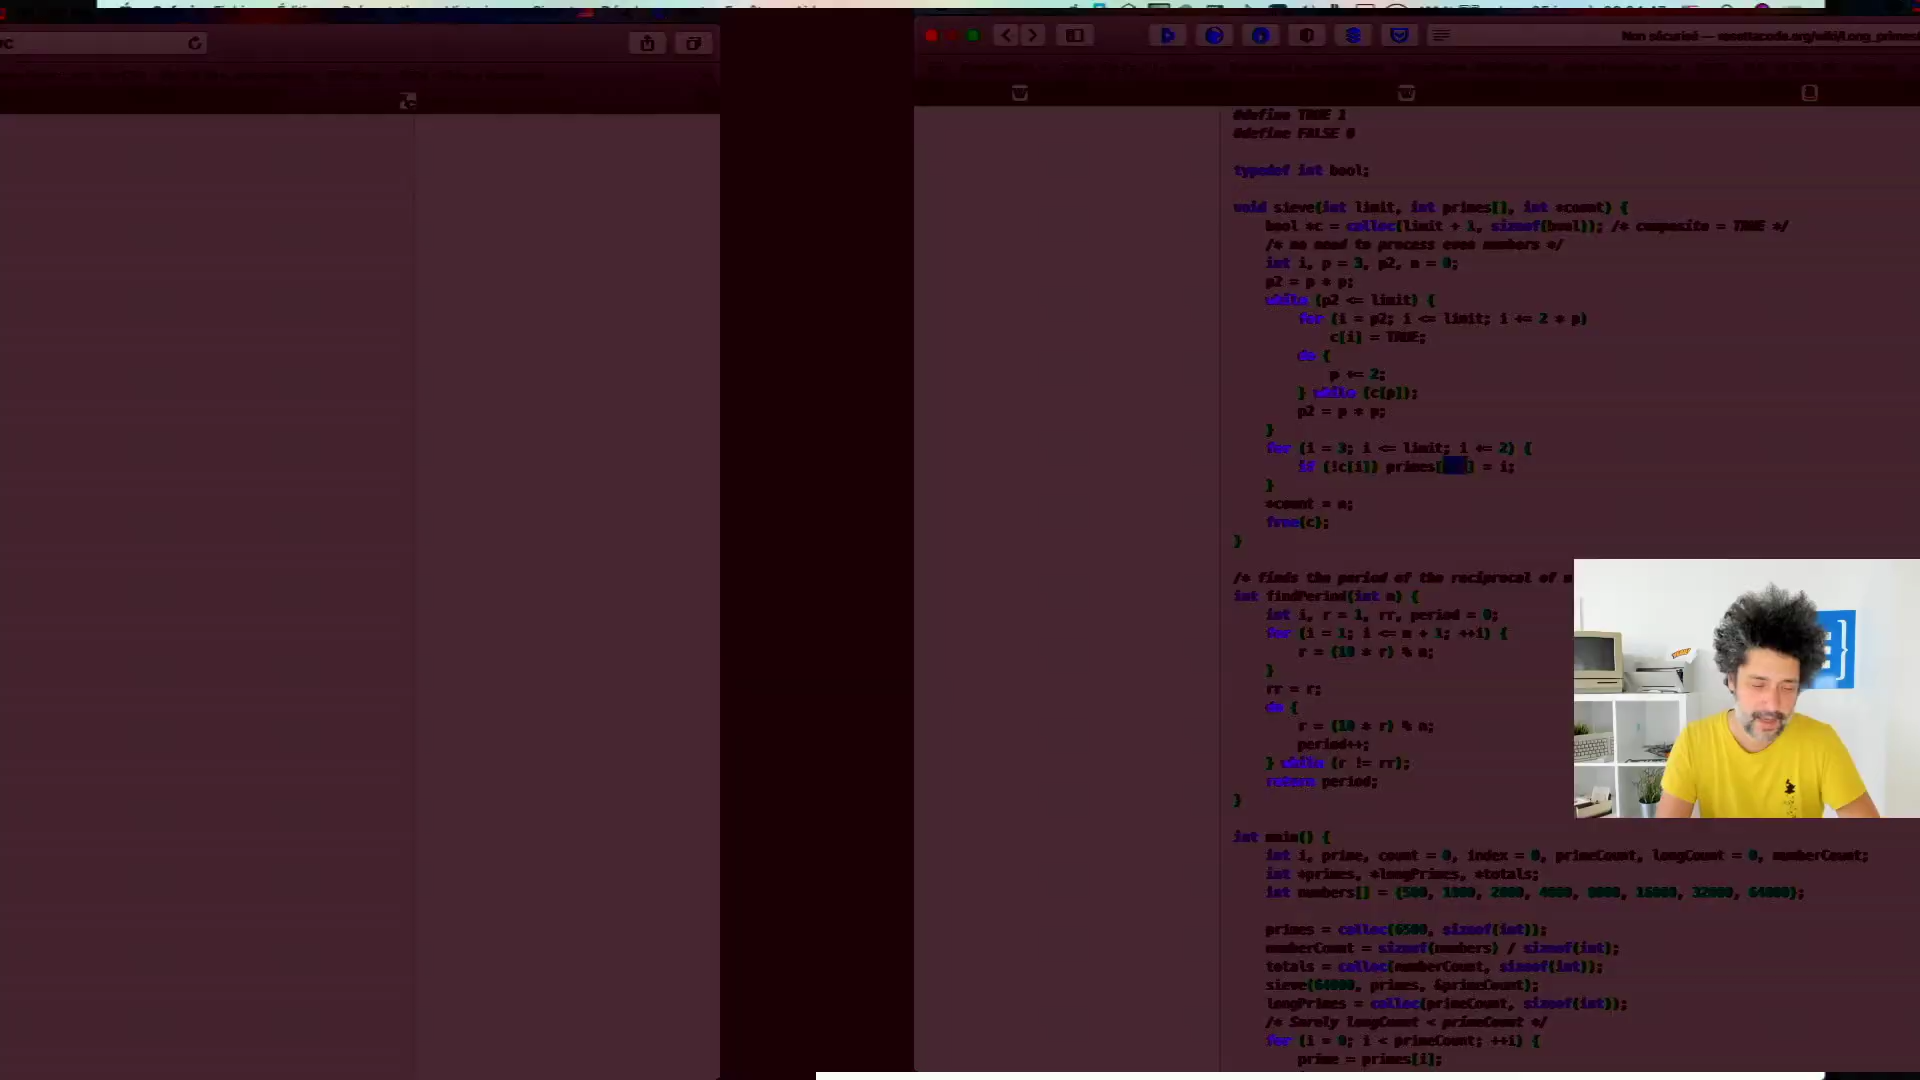 Non sécurisé — rosettacode.org/wiki/Long_primes
#define TRUE 1
#define FALSE 0
typedef int bool;
void sieve(int limit, int primes[], int *count) {
bool *c = calloc(limit + 1, sizeof(bool)); /* composite = TRUE */
/* no need to process even numbers */
int i, p = 3, p2, n = 0;
p2 = p * p;
while (p2 <= limit) {
for (i = p2; i <= limit; i += 2 * p)
c[i] = TRUE;
do {
p += 2;
} while (c[p]);
p2 = p * p;
}
for (i = 3; i <= limit; i += 2) {
if (!c[i]) primes[ ] = i;
}
*count = n;
free(c);
}
/* finds the period of the reciprocal of n
int findPeriod(int n) {
int i, r = 1, rr, period = 0;
for (i = 1; i <= n + 1; ++i) {
r = (10 * r) % n;
}
rr = r;
do {
r = (10 * r) % n;
period++;
} while (r != rr);
return period;
}
int main() {
int i, prime, count = 0, index = 0, primeCount, longCount = 0, numberCount;
int *primes, *longPrimes, *totals;
int numbers[] = {500, 1000, 2000, 4000, 8000, 16000, 32000, 64000};
primes = calloc(6500, sizeof(int));
numberCount = sizeof(numbers) / sizeof(int);
totals = calloc(numberCount, sizeof(int));
sieve(64000, primes, &primeCount);
longPrimes = calloc(primeCount, sizeof(int));
/* Surely longCount < primeCount */
for (i = 0; i < primeCount; ++i) {
prime = primes[i];